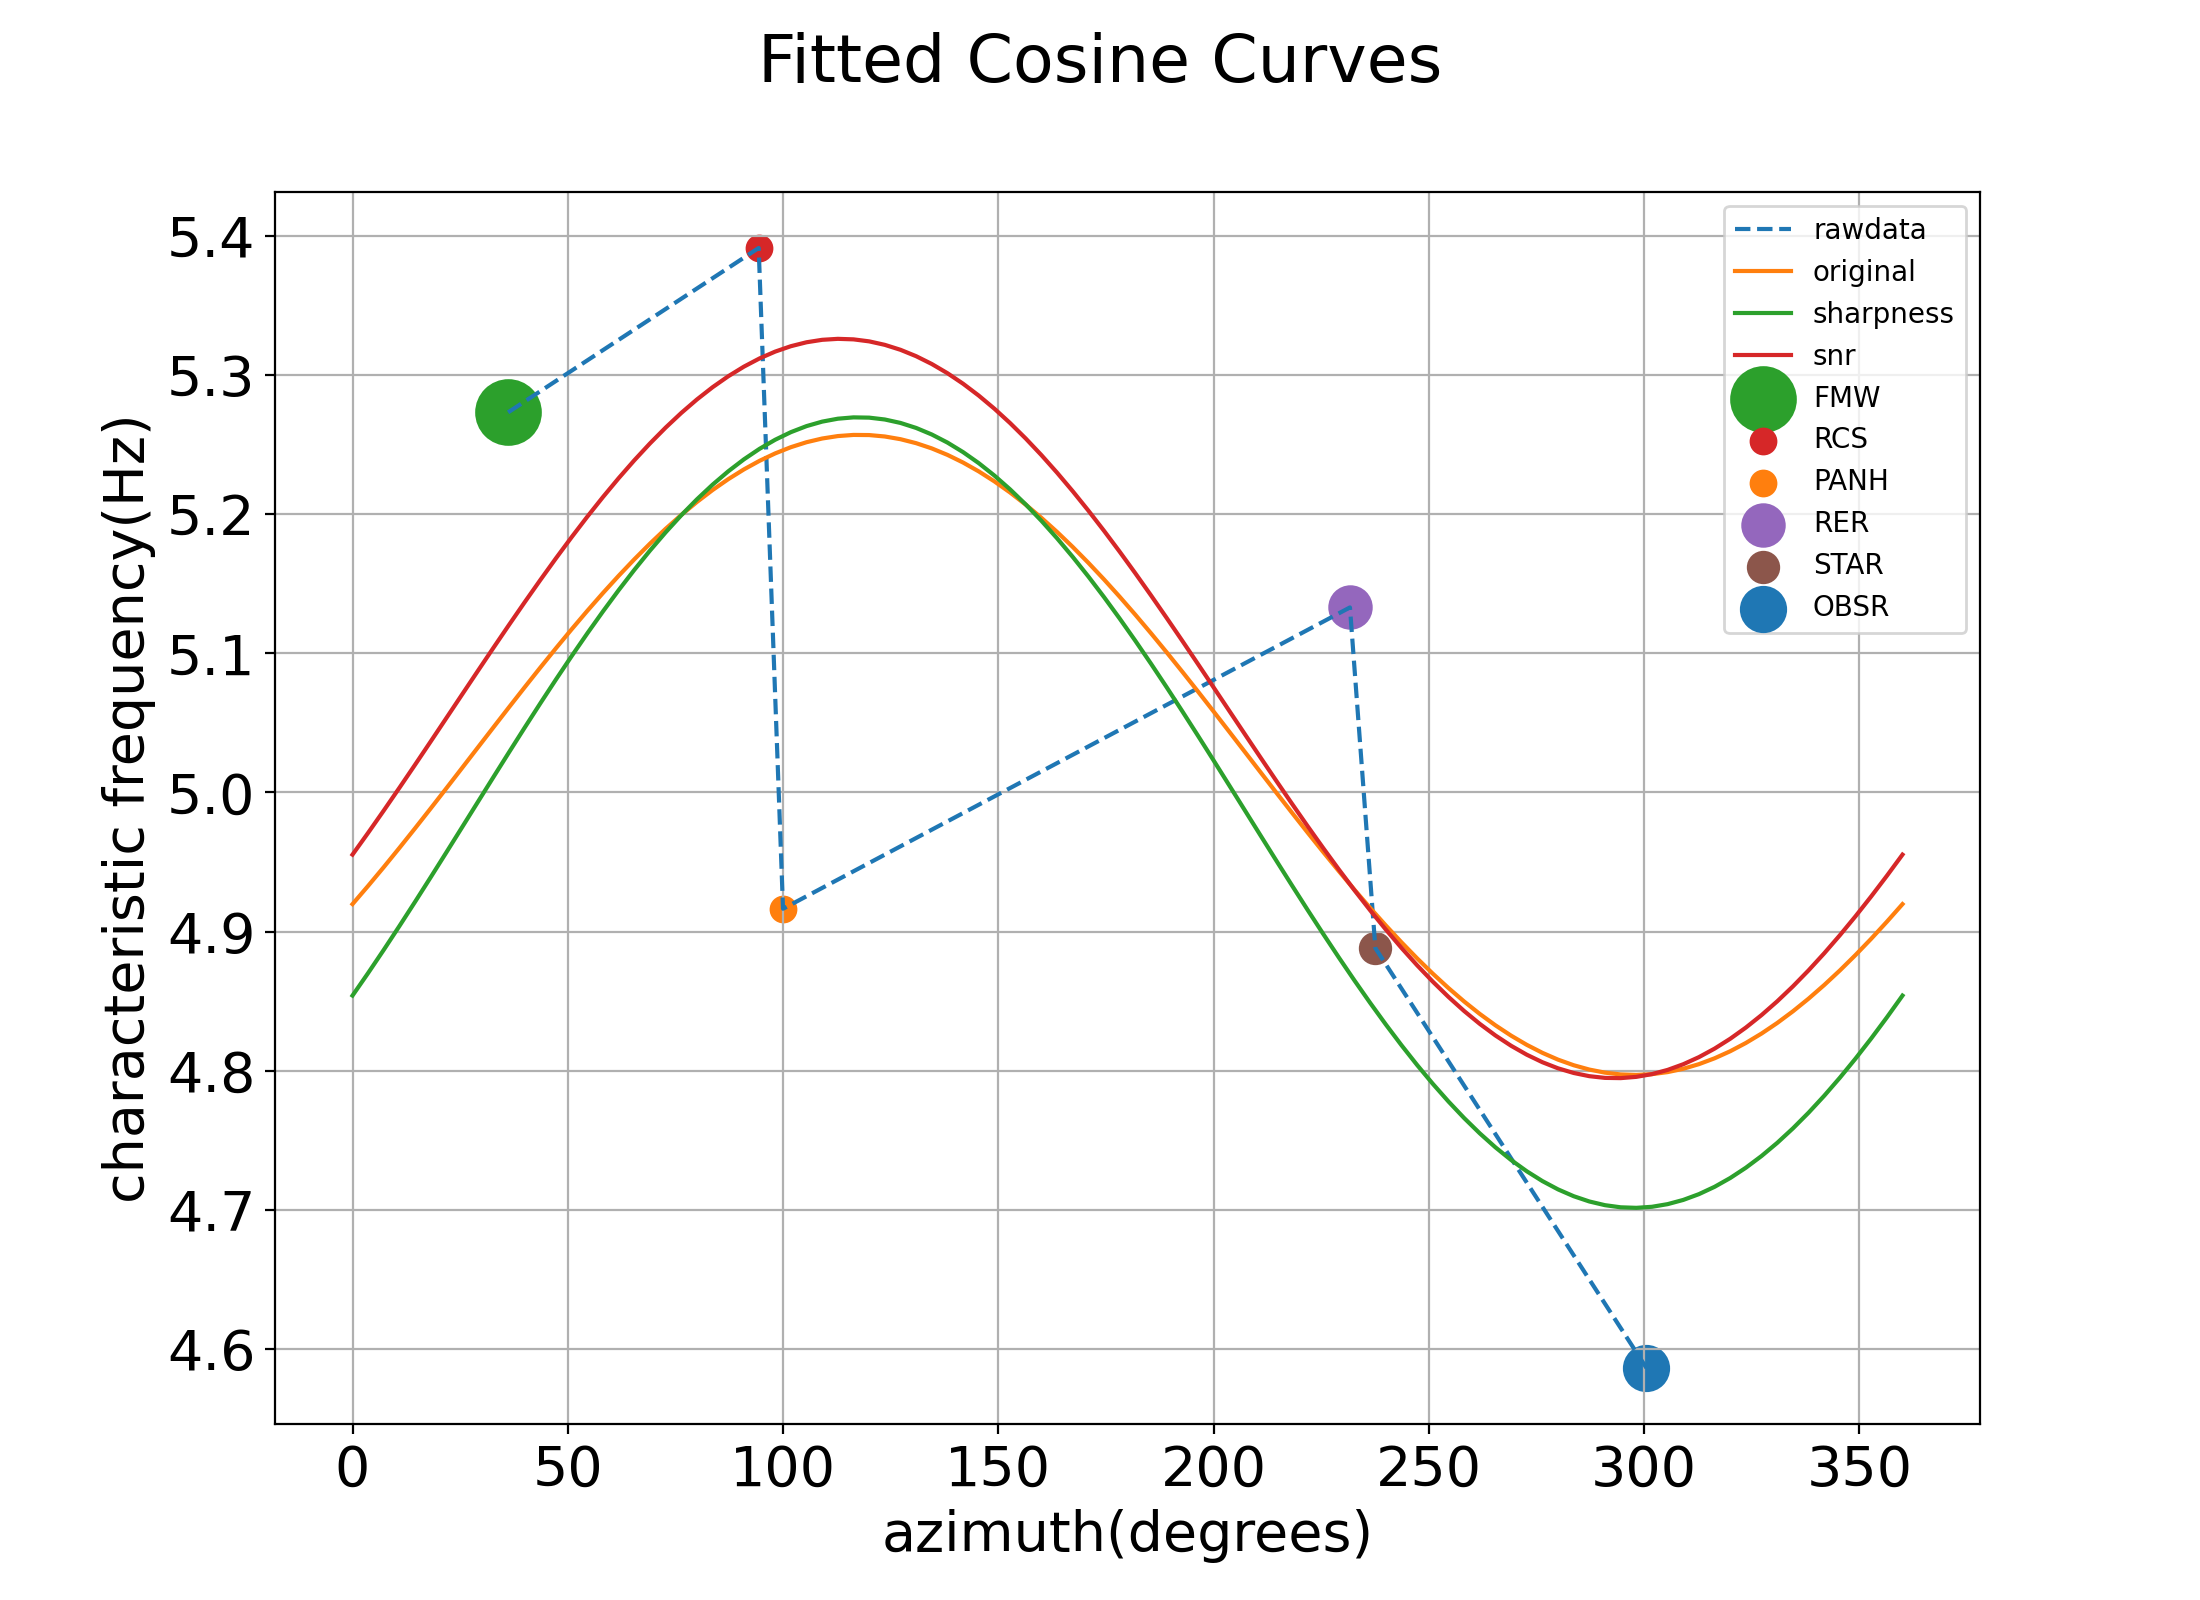 Fitted Cosine Curves
characteristic frequency(Hz)
5.4
5.3
5.2
5.1
5.0
4.9
4.8
4.7
4.6
rawdata
original
sharpness
snr
FMW
RCS
PANH
RER
STAR
OBSR
0 50 100 150 200 250 300 350
azimuth(degrees)